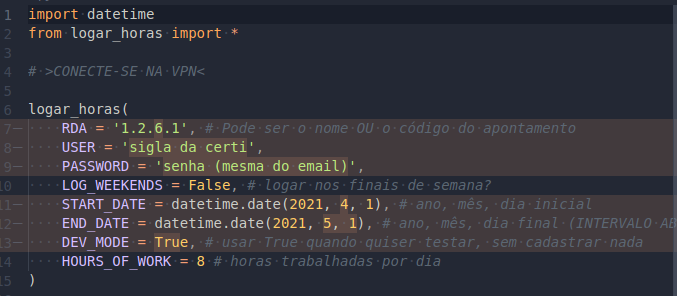 1 import datetime
2 from logar_horas import *
3
4 # >CONECTE-SE NA VPN<
5
6 logar_horas(
7 RDA = '1.2.6.1', # Pode ser o nome OU o código do apontamento
8 USER = 'sigla da certi',
9 PASSWORD = 'senha (mesma do email)',
10 LOG_WEEKENDS = False, # logar nos finais de semana?
11 START_DATE = datetime.date(2021, 4, 1), # ano, mês, dia inicial
12 END_DATE = datetime.date(2021, 5, 1), # ano, mês, dia final (INTERVALO AB
13 DEV_MODE = True, # usar True quando quiser testar, sem cadastrar nada
14 HOURS_OF_WORK = 8 # horas trabalhadas por dia
15 )